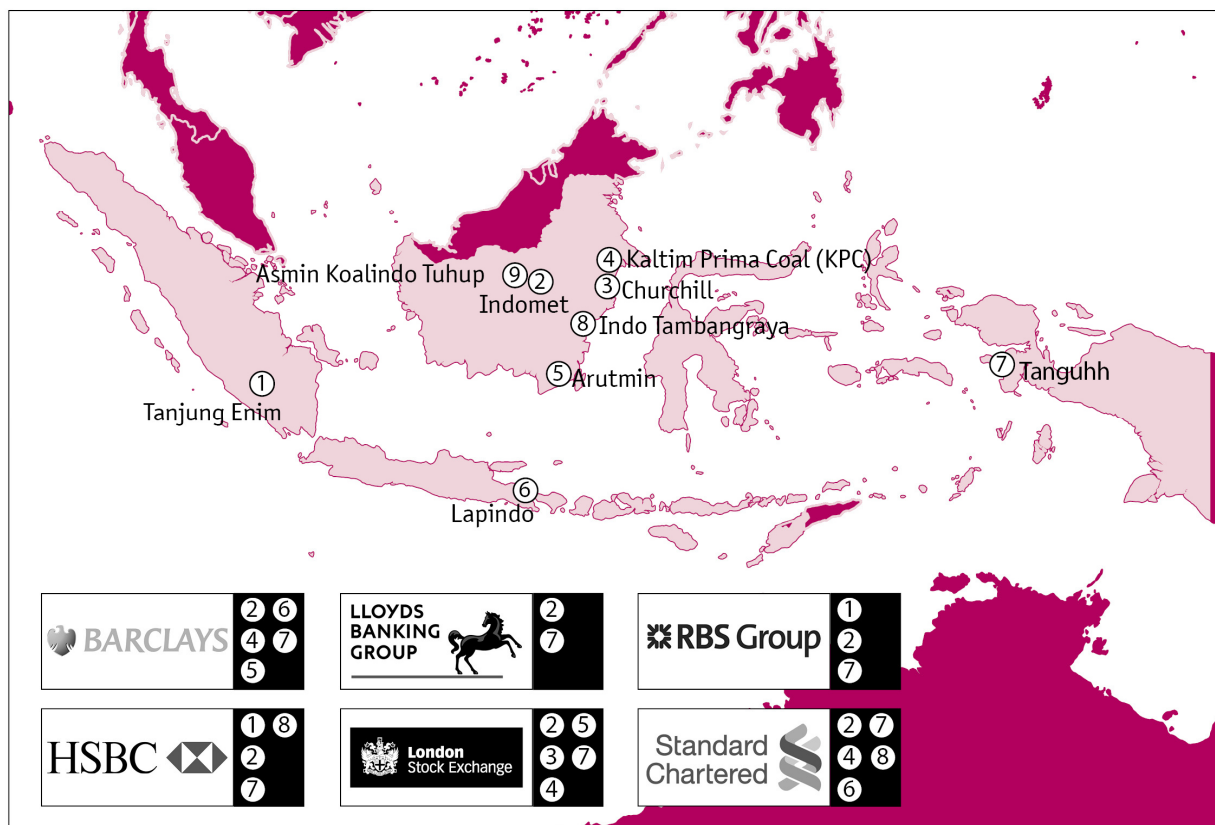 ④ Kaltim Prima Coal (KPC)
Asmin Koalindo Tuhup ⑨ ②
Indomet
③ Churchill
⑧ Indo Tambangraya
⑦ Tanguhh
⑤ Arutmin
①
Tanjung Enim
⑥
Lapindo
BARCLAYS
② ⑥
④ ⑦
⑤
LLOYDS
BANKING
GROUP
②
⑦
RBS Group
①
②
⑦
HSBC
① ⑧
②
⑦
London
Stock Exchange
② ⑤
③ ⑦
④
Standard
Chartered
② ⑦
④ ⑧
⑥